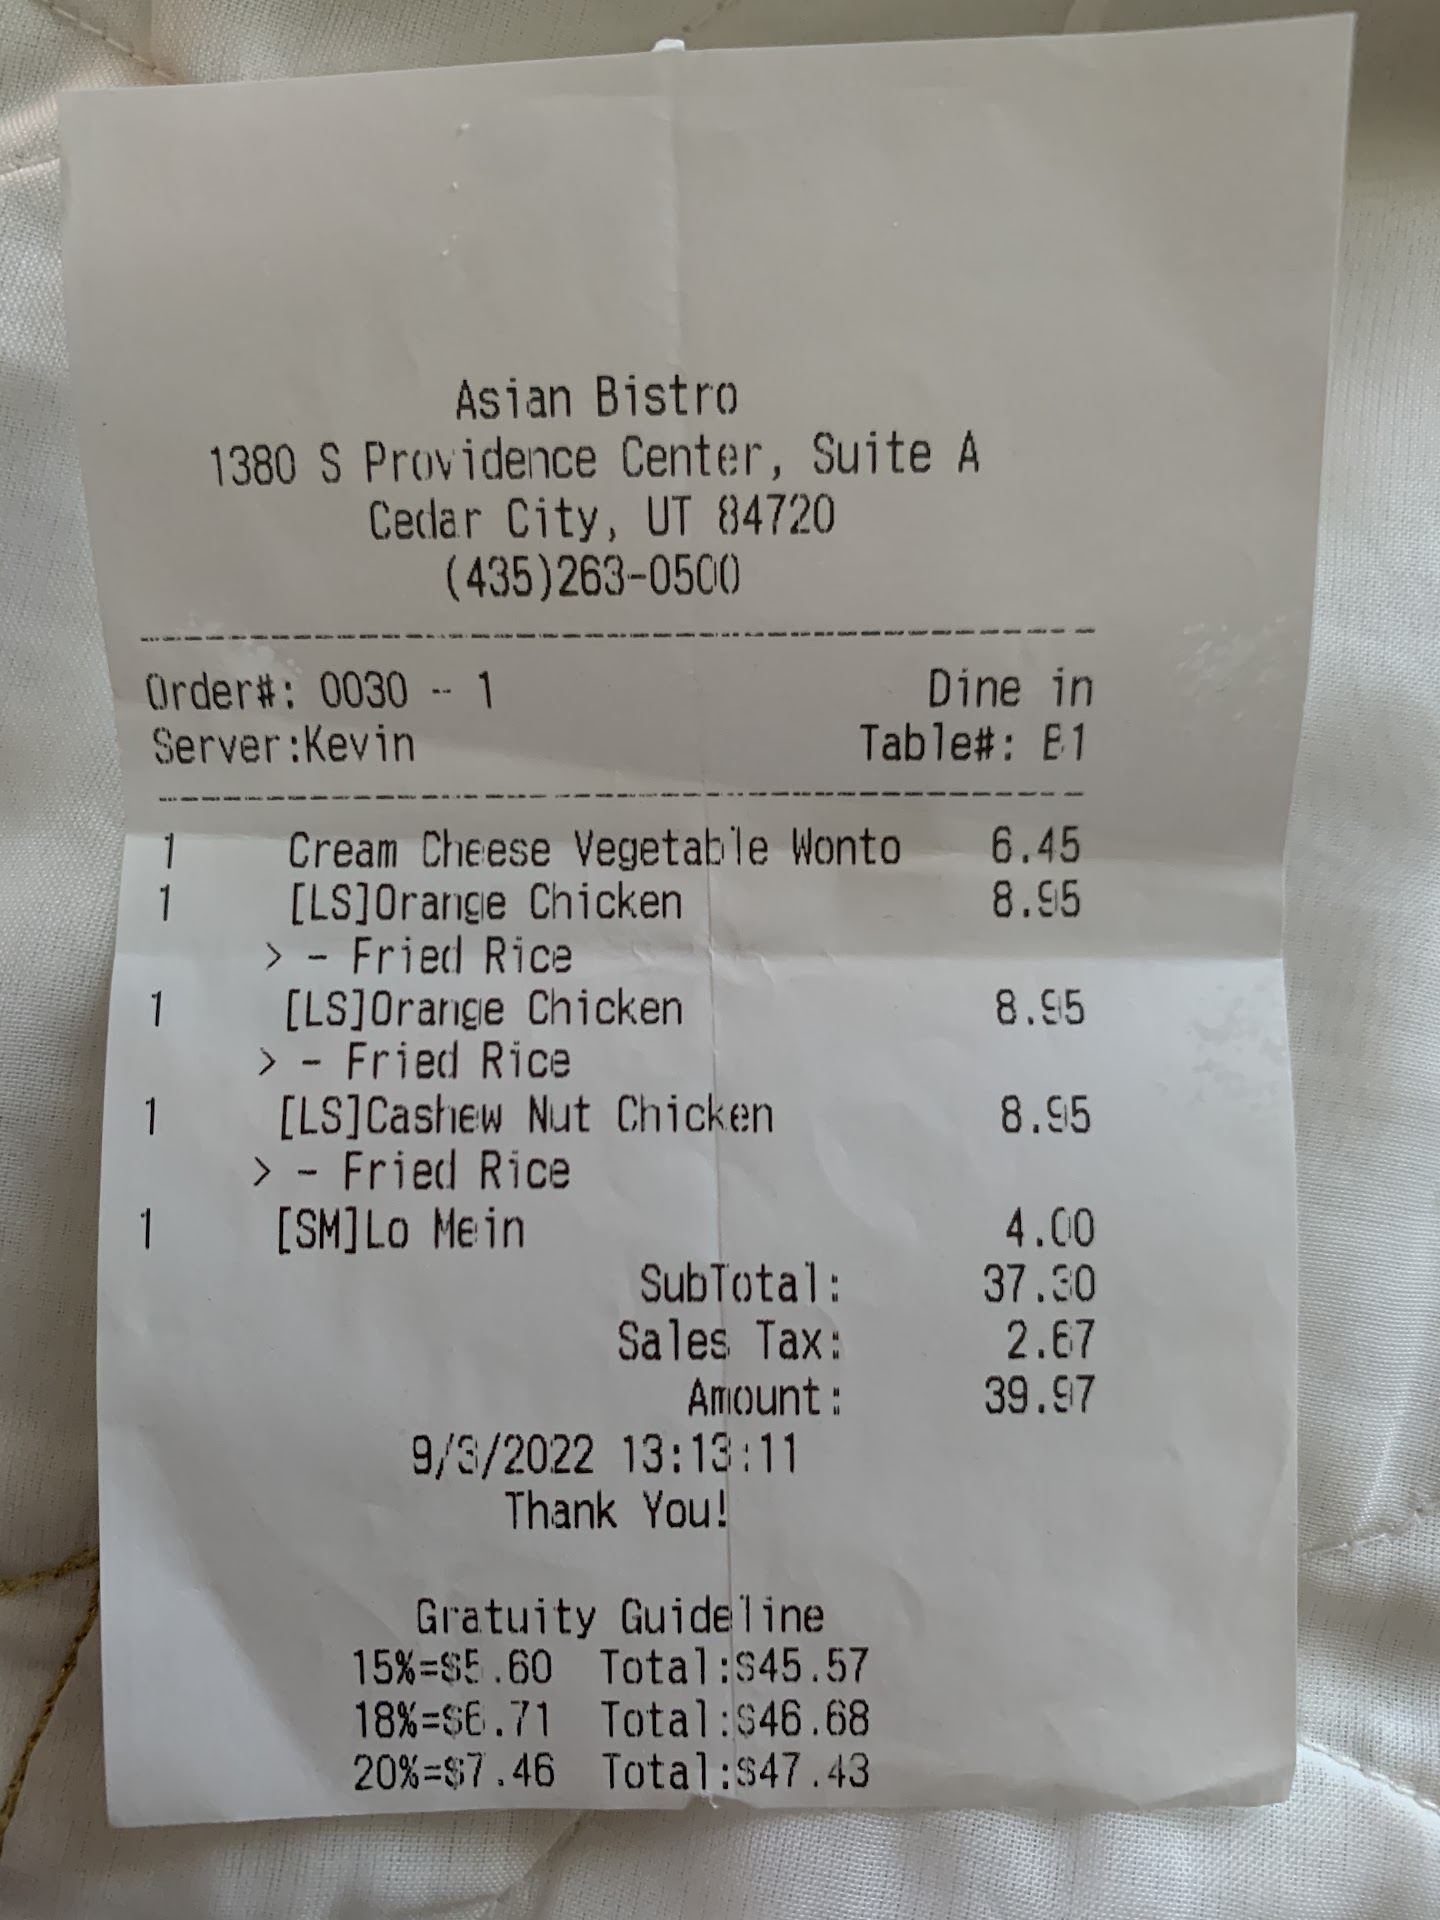 Asian Bistro
1380 S Providence Center, Suite A
Cedar City, UT 84720
(435)263-0500
Order#: 0030 -- 1 Dine in
Server:Kevin Table#: B1
1 Cream Cheese Vegetable Wonto 6.45
1 [LS]Orange Chicken 8.95
> - Fried Rice
1 [LS]Orange Chicken 8.95
> - Fried Rice
1 [LS]Cashew Nut Chicken 8.95
> - Fried Rice
1 [SM]Lo Mein 4.00
SubTotal: 37.30
Sales Tax: 2.67
Amount: 39.97
9/3/2022 13:13:11
Thank You!
Gratuity Guideline
15%=$5.60 Total:$45.57
18%=$6.71 Total:$46.68
20%=$7.46 Total:$47.43